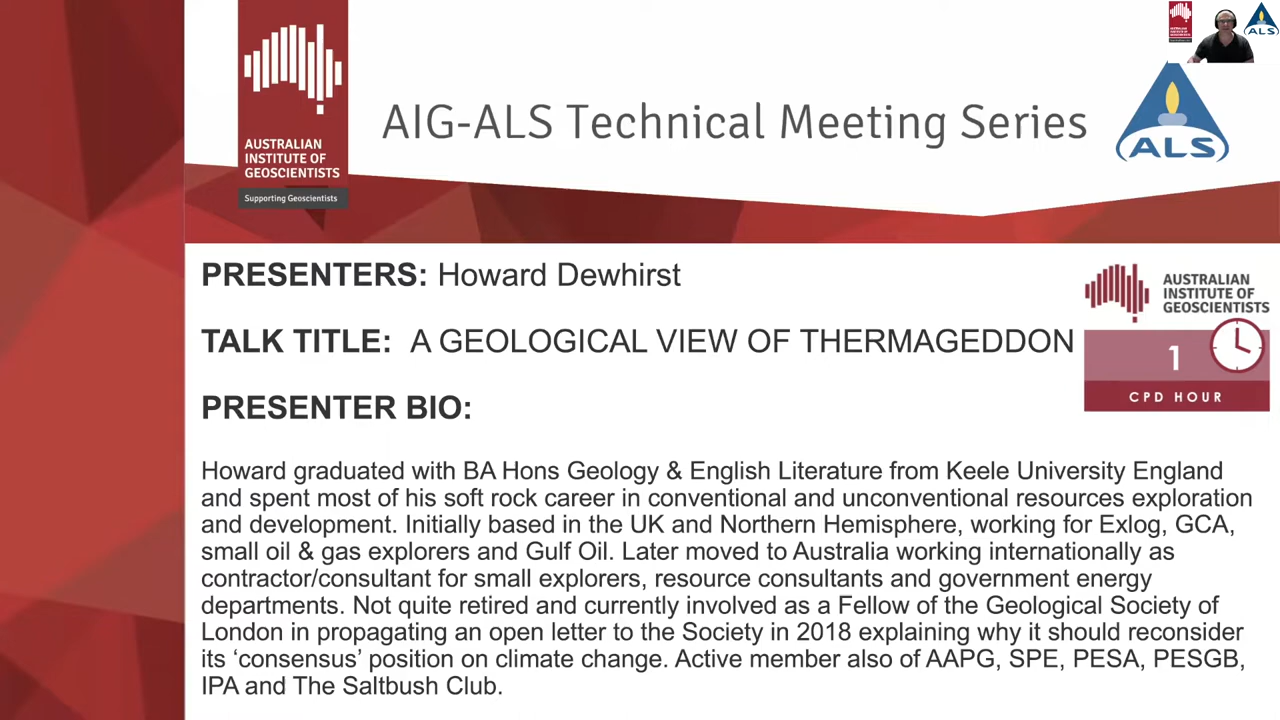 AUSTRALIAN
INSTITUTE OF
GEOSCIENTISTS
Supporting Geoscientists
AIG-ALS Technical Meeting Series
ALS
ALS
PRESENTERS: Howard Dewhirst
TALK TITLE: A GEOLOGICAL VIEW OF THERMAGEDDON
PRESENTER BIO:
AUSTRALIAN
INSTITUTE OF
GEOSCIENTISTS
1
CPD HOUR
Howard graduated with BA Hons Geology & English Literature from Keele University England
and spent most of his soft rock career in conventional and unconventional resources exploration
and development. Initially based in the UK and Northern Hemisphere, working for Exlog, GCA,
small oil & gas explorers and Gulf Oil. Later moved to Australia working internationally as
contractor/consultant for small explorers, resource consultants and government energy
departments. Not quite retired and currently involved as a Fellow of the Geological Society of
London in propagating an open letter to the Society in 2018 explaining why it should reconsider
its ‘consensus’ position on climate change. Active member also of AAPG, SPE, PESA, PESGB,
IPA and The Saltbush Club.